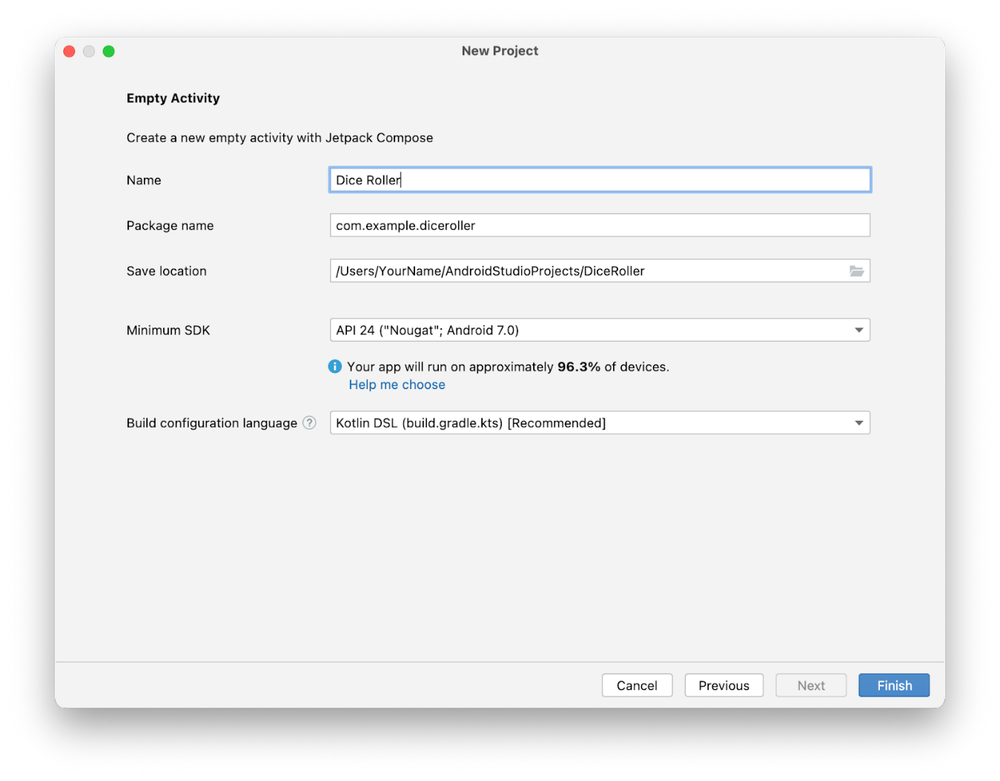 New Project
Empty Activity
Create a new empty activity with Jetpack Compose
Name
Dice Roller
Package name
com.example.diceroller
Save location
/Users/YourName/AndroidStudioProjects/DiceRoller
Minimum SDK
API 24 ("Nougat"; Android 7.0)
i Your app will run on approximately 96.3% of devices.
Help me choose
Build configuration language ?
Kotlin DSL (build.gradle.kts) [Recommended]
Cancel
Previous
Next
Finish